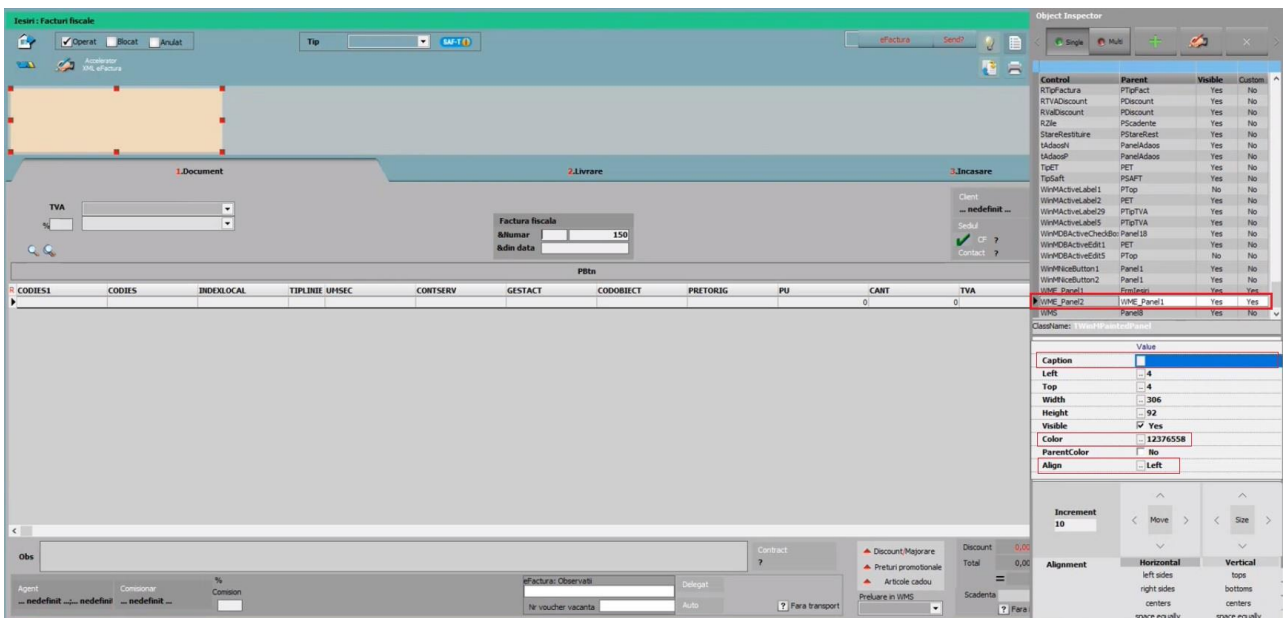 Iesiri : Facturi fiscale
Operat Blocat Anulat Tip SAF-T eFactura Send?
Accelerator
XML eFactura
1.Document 2.Livrare 3.Incasare
TVA
%
Factura fiscala
&Numar 150
&din data
Client
... nedefinit ...
Sediul
CF ?
Contact ?
PBtn
R CODIES1 CODIES INDEXLOCAL TIPLINIE UMSEC CONTSERV GESTACT CODOBIECT PRETORIG PU CANT TVA
0 0
Obs
Contract
?
Discount/Majorare
Preturi promotionale
Articole cadou
Discount 0,00
Total 0,00
=
Scadenta
? Fara
Agent
... nedefinit ...;... nedefinit
Comisionar
... nedefinit ...
%
Comision
eFactura: Observatii
Nr voucher vacanta
Delegat
Auto
? Fara transport
Preluare in WMS
Object Inspector
Single Multi
Control Parent Visible Custom
RTipFactura PTipFact Yes No
RTVADiscount PDiscount Yes No
RValDiscount PDiscount Yes No
RZile PScadente Yes No
StareRestituire PStareRest Yes No
tAdaosN PanelAdaos Yes No
tAdaosP PanelAdaos Yes No
TipET PET Yes No
TipSaft PSAFT Yes No
WinMActiveLabel1 PTop No No
WinMActiveLabel2 PET Yes No
WinMActiveLabel29 PTipTVA Yes No
WinMActiveLabel5 PTipTVA Yes No
WinMDBActiveCheckBo: Panel18 Yes No
WinMDBActiveEdit1 PET Yes No
WinMDBActiveEdit5 PTop No No
WinMNiceButton1 Panel1 Yes No
WinMNiceButton2 Panel1 Yes No
WME_Panel1 FrmIesiri Yes Yes
WME_Panel2 WME_Panel1 Yes Yes
WMS Panel8 Yes No
ClassName: TWinMPaintedPanel
Value
Caption
Left ... 4
Top ... 4
Width ... 306
Height ... 92
Visible Yes
Color ... 12376558
ParentColor No
Align ... Left
Increment
10
Move Size
Alignment Horizontal Vertical
left sides tops
right sides bottoms
centers centers
space equally space equally